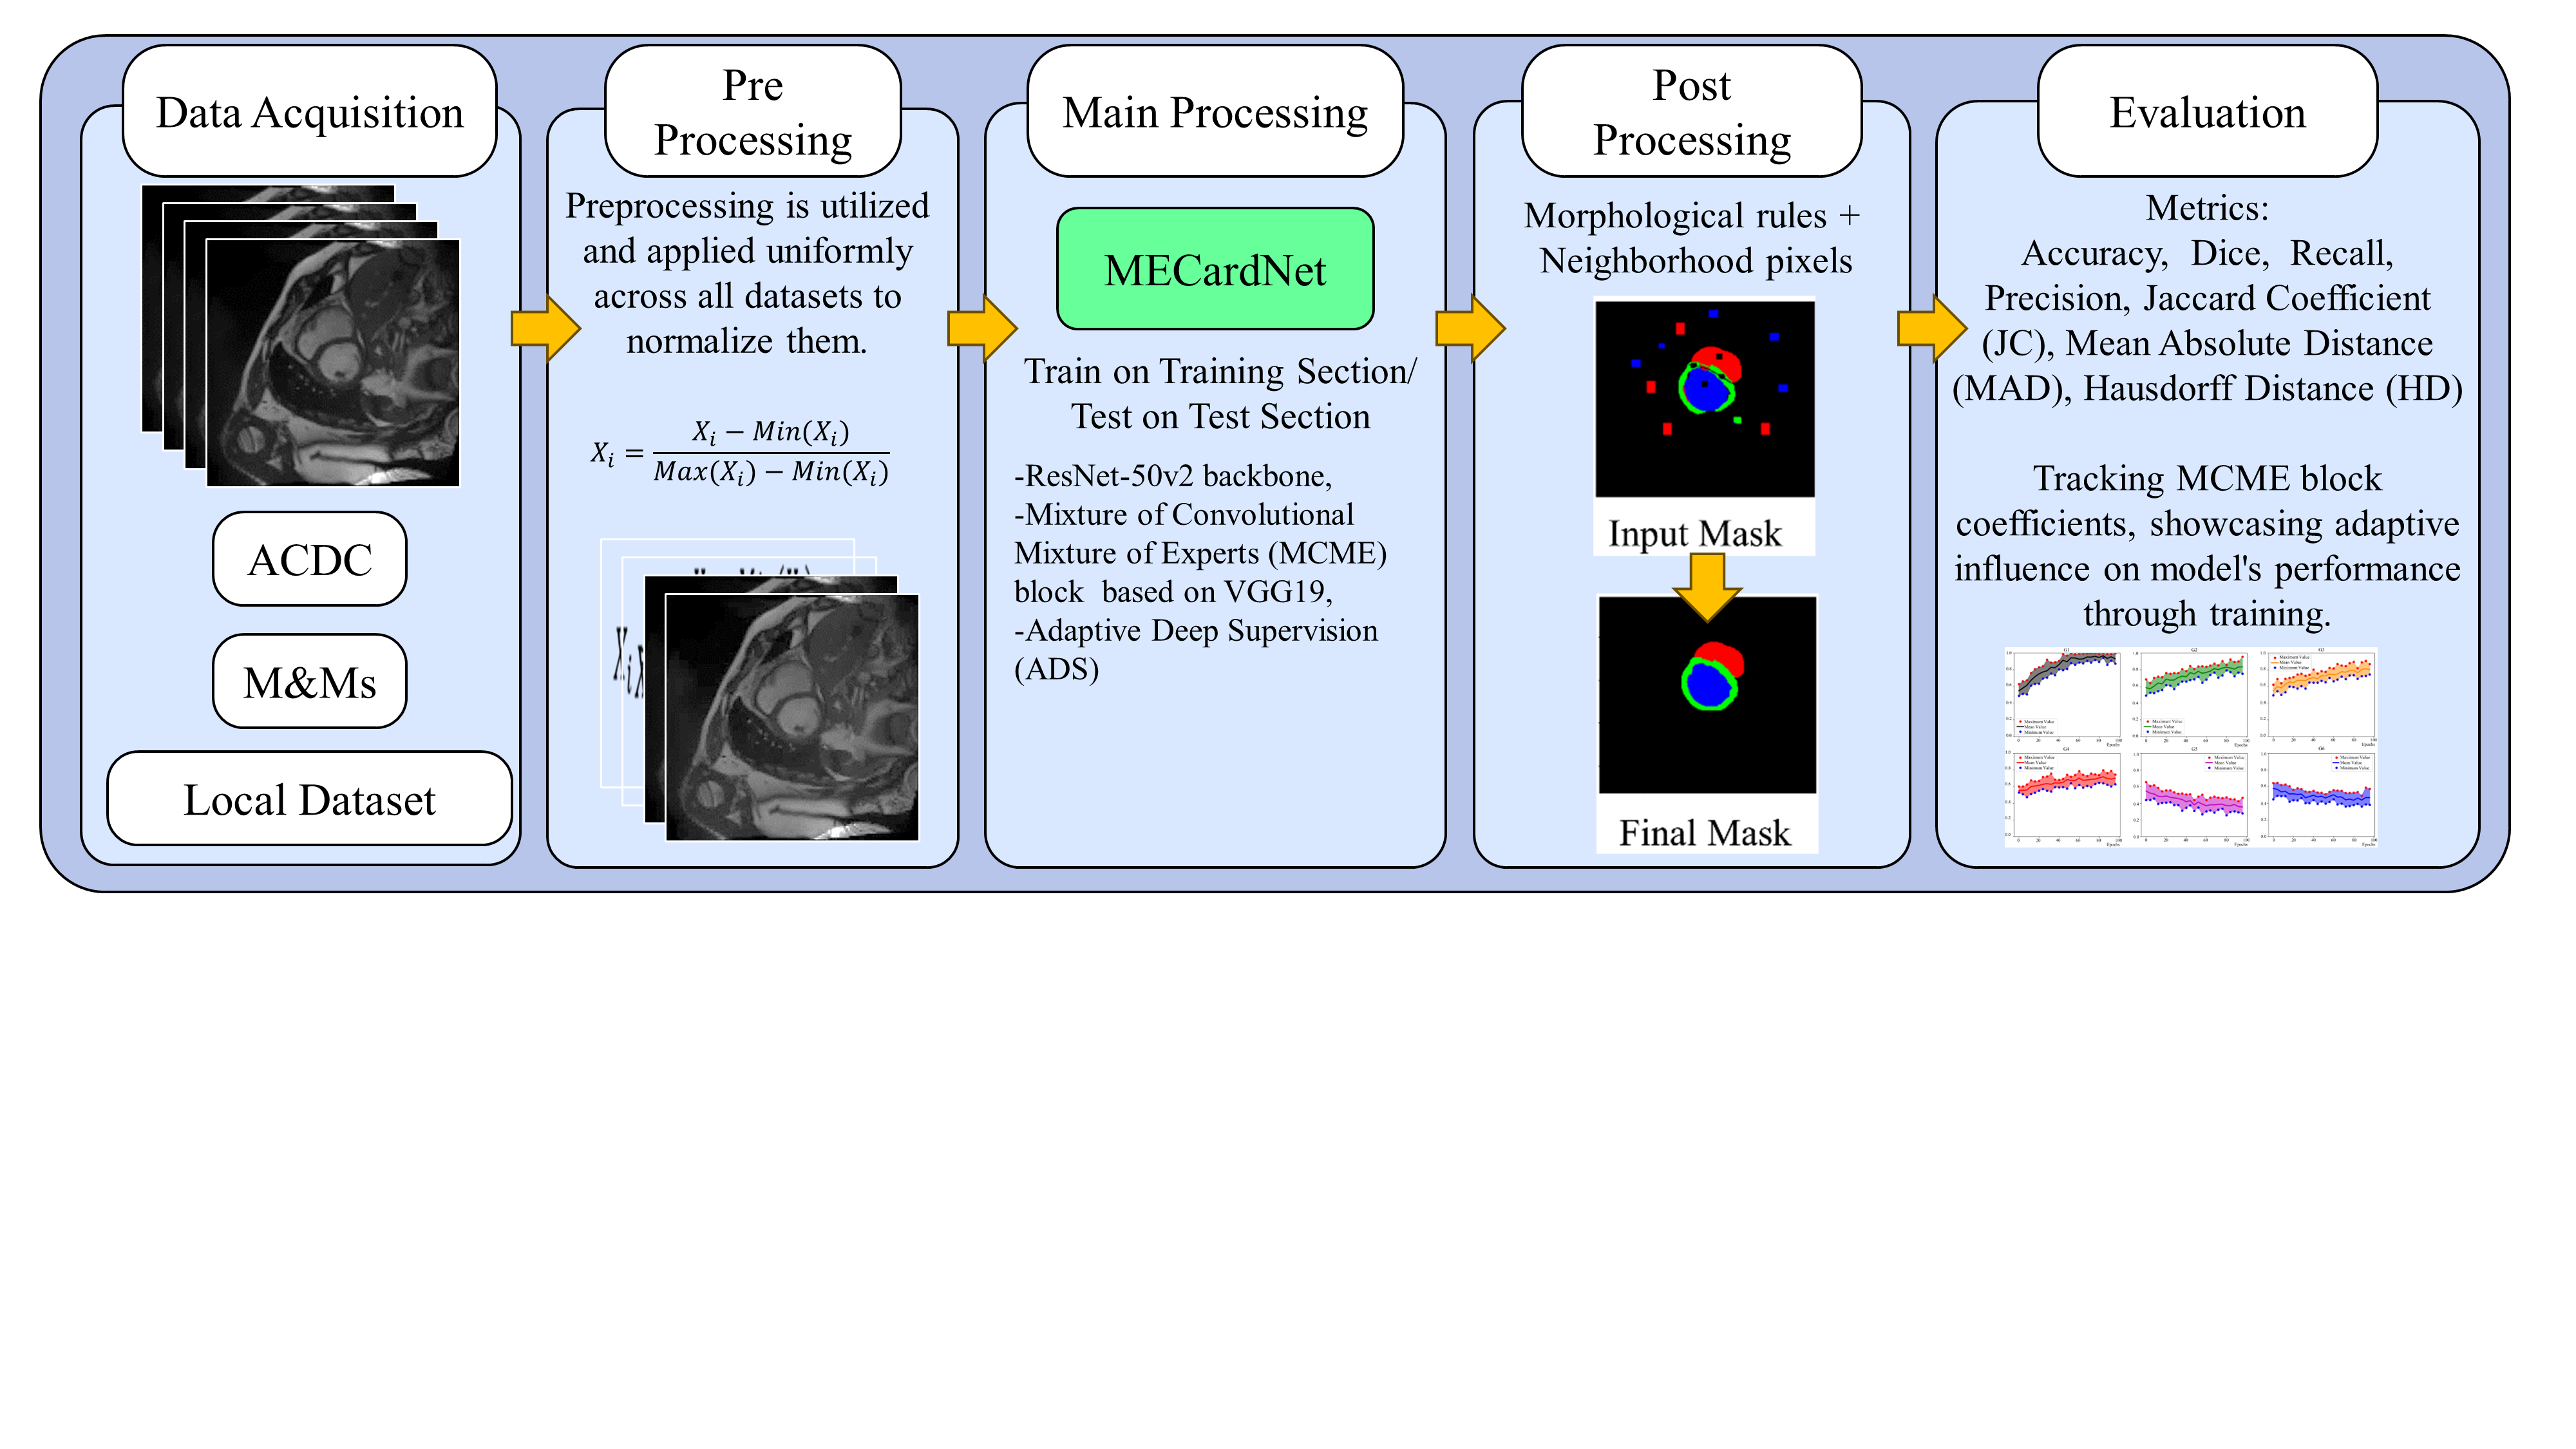 Data Acquisition
ACDC
M&Ms
Local Dataset
Pre
Processing
Preprocessing is utilized
and applied uniformly
across all datasets to
normalize them.
X_i = (X_i − Min(X_i)) / (Max(X_i) − Min(X_i))
Main Processing
MECardNet
Train on Training Section/
Test on Test Section
-ResNet-50v2 backbone,
-Mixture of Convolutional
Mixture of Experts (MCME)
block based on VGG19,
-Adaptive Deep Supervision
(ADS)
Post
Processing
Morphological rules +
Neighborhood pixels
Input Mask
Final Mask
Evaluation
Metrics:
Accuracy, Dice, Recall,
Precision, Jaccard Coefficient
(JC), Mean Absolute Distance
(MAD), Hausdorff Distance (HD)
Tracking MCME block
coefficients, showcasing adaptive
influence on model's performance
through training.